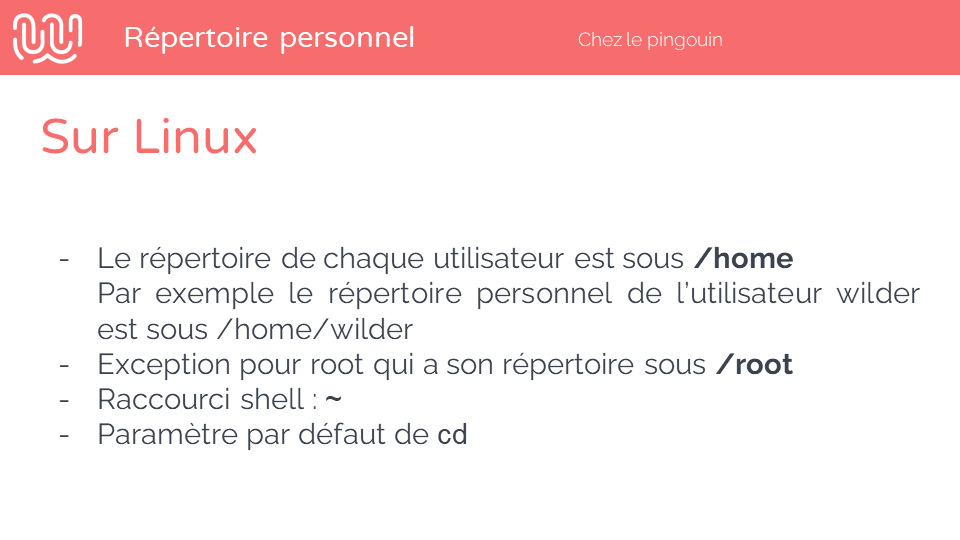 Répertoire personnel
Chez le pingouin
Sur Linux
- Le répertoire de chaque utilisateur est sous /home
Par exemple le répertoire personnel de l'utilisateur wilder
est sous /home/wilder
- Exception pour root qui a son répertoire sous /root
- Raccourci shell : ~
- Paramètre par défaut de cd